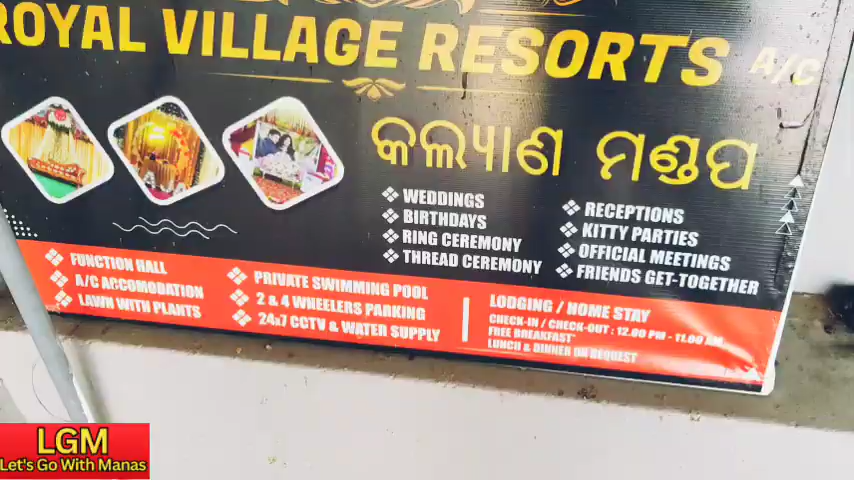 ROYAL VILLAGE RESORTS A/C
କଲ୍ୟାଣ ମଣ୍ଡପ
WEDDINGS
BIRTHDAYS
RING CEREMONY
THREAD CEREMONY
RECEPTIONS
KITTY PARTIES
OFFICIAL MEETINGS
FRIENDS GET-TOGETHER
FUNCTION HALL
A/C ACCOMODATION
LAWN WITH PLANTS
PRIVATE SWIMMING POOL
2 & 4 WHEELERS PARKING
24x7 CCTV & WATER SUPPLY
LODGING / HOME STAY
CHECK-IN / CHECK-OUT : 12.00 PM - 11.00 AM
FREE BREAKFAST
LUNCH & DINNER ON REQUEST
LGM
Let's Go With Manas